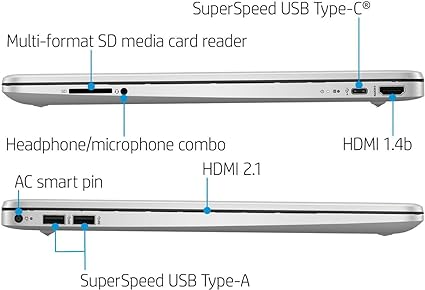 SuperSpeed USB Type-C®
Multi-format SD media card reader
Headphone/microphone combo
HDMI 1.4b
AC smart pin
HDMI 2.1
SuperSpeed USB Type-A